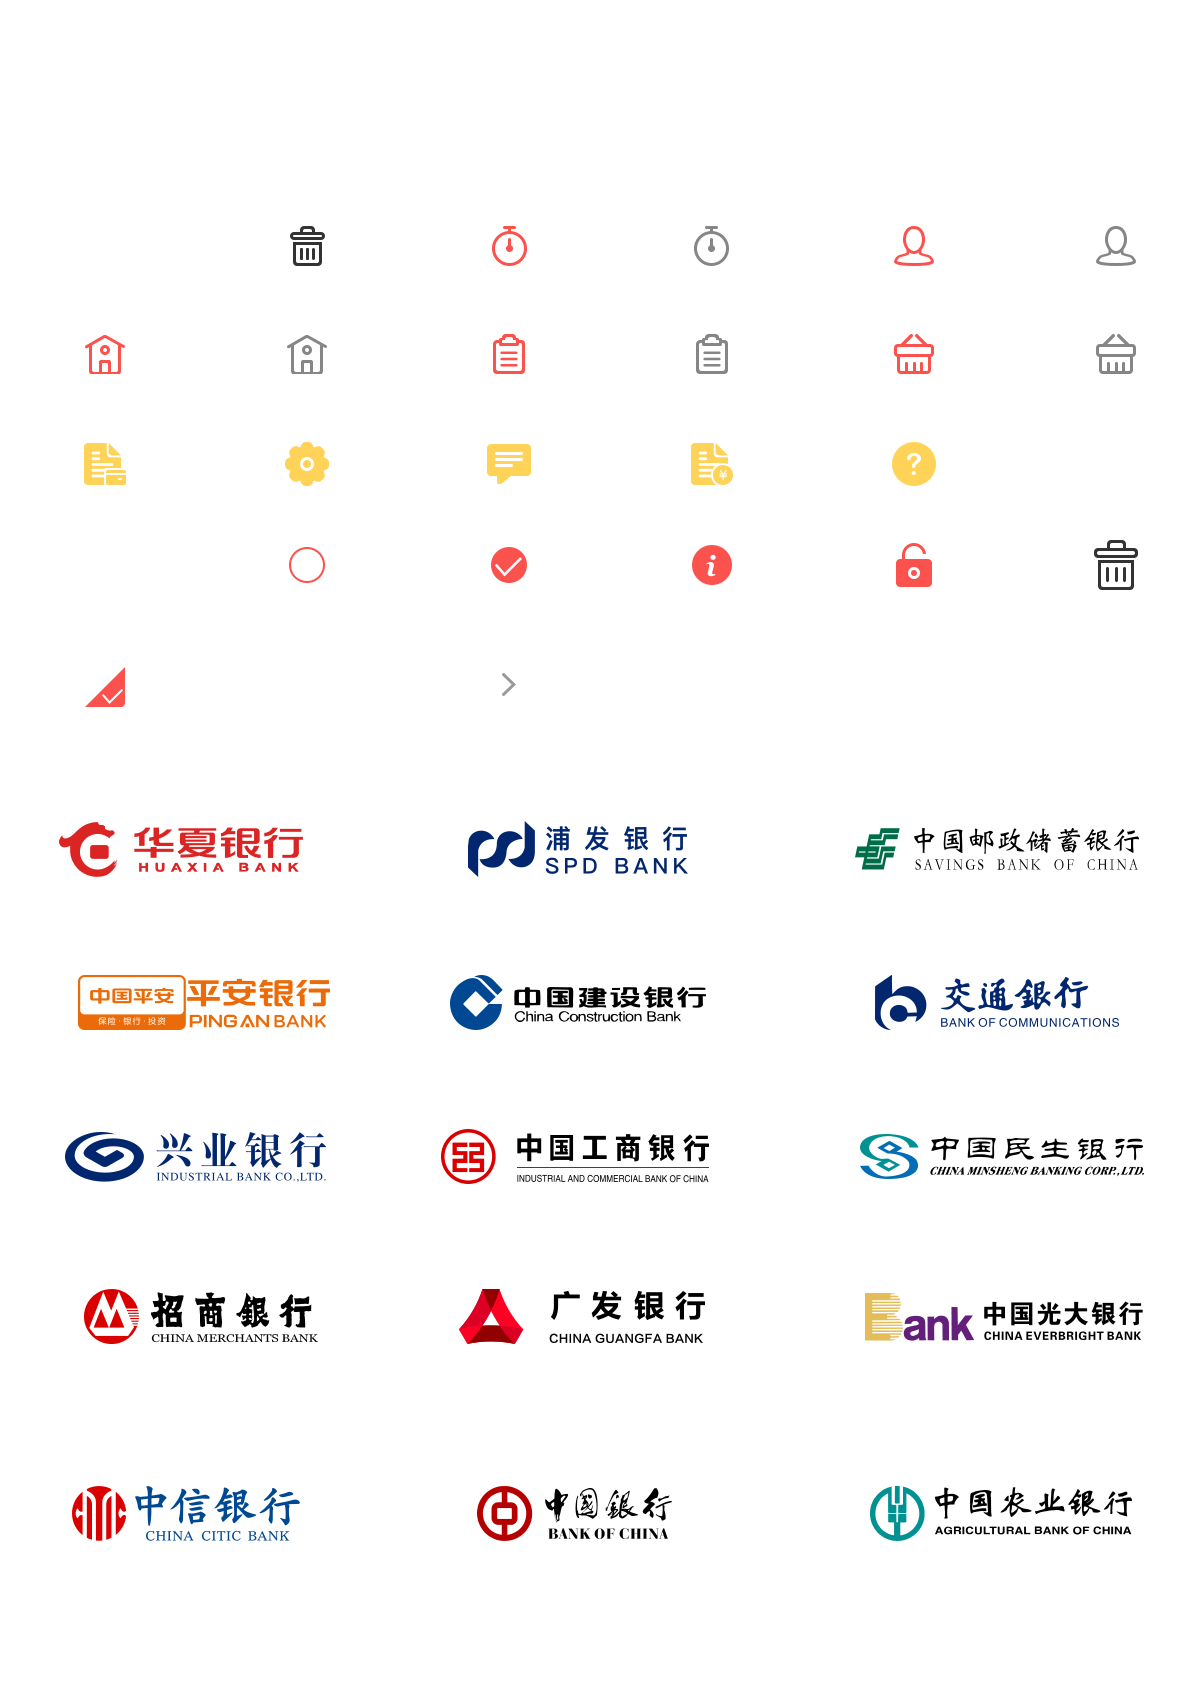 ¥
?
i
华夏银行
HUAXIA BANK
浦发银行
SPD BANK
中国邮政储蓄银行
SAVINGS BANK OF CHINA
中国平安
保险·银行·投资
平安银行
PINGAN BANK
中国建设银行
China Construction Bank
交通銀行
BANK OF COMMUNICATIONS
兴业银行
INDUSTRIAL BANK CO.,LTD.
中国工商银行
INDUSTRIAL AND COMMERCIAL BANK OF CHINA
中国民生银行
CHINA MINSHENG BANKING CORP.,LTD.
招商銀行
CHINA MERCHANTS BANK
广发银行
CHINA GUANGFA BANK
Bank
中国光大银行
CHINA EVERBRIGHT BANK
中信银行
CHINA CITIC BANK
中國銀行
BANK OF CHINA
中国农业银行
AGRICULTURAL BANK OF CHINA